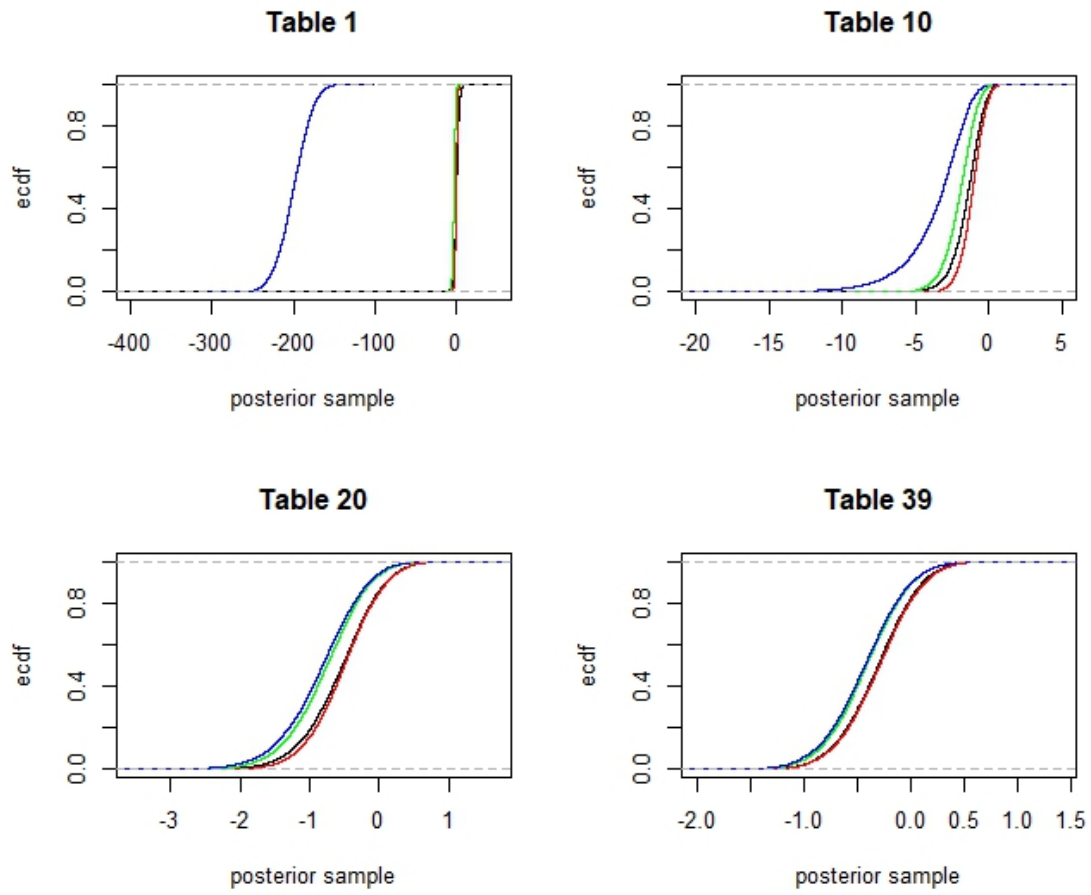 Table 1
ecdf
0.0
0.4
0.8
-400
-300
-200
-100
0
posterior sample
Table 10
ecdf
0.0
0.4
0.8
-20
-15
-10
-5
0
5
posterior sample
Table 20
ecdf
0.0
0.4
0.8
-3
-2
-1
0
1
posterior sample
Table 39
ecdf
0.0
0.4
0.8
-2.0
-1.0
0.0
0.5
1.0
1.5
posterior sample